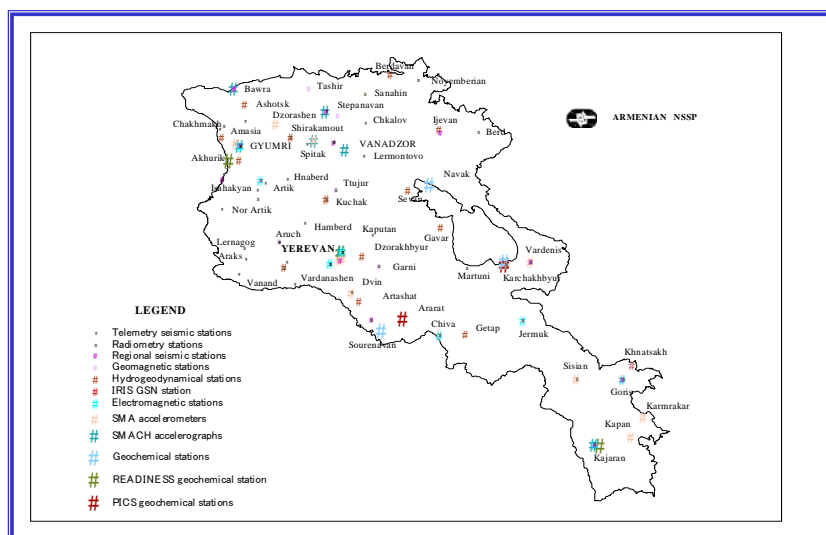 Berdavan
Noyemberian
Bawra
Tashir
Sanahin
Ashotsk
Stepanavan
ARMENIAN NSSP
Dzorashen
Chakhmakh
Amasia
Shirakamout
Chkalov
Ijevan
Berd
GYUMRI
VANADZOR
Spitak
Lermontovo
Akhurik
Hnaberd
Ttujur
Navak
Artik
Sevan
Kuchak
Nor Artik
Hamberd
Kaputan
Gavar
Aruch
Lernagog
YEREVAN
Dzorakhbyur
Vardenis
Araks
Garni
Martuni
Karchakhbyur
Vanand
Vardanashen
Dvin
Artashat
Ararat
LEGEND
Chiva
Getap
Jermuk
Sourenavan
Telemetry seismic stations
Radiometry stations
Regional seismic stations
Geomagnetic stations
Hydrogeodynamical stations
IRIS GSN station
Electromagnetic stations
SMA accelerometers
SMACH accelerographs
Geochemical stations
READINESS geochemical station
PICS geochemical stations
Khnatsakh
Sisian
Goris
Karmrakar
Kapan
Kajaran